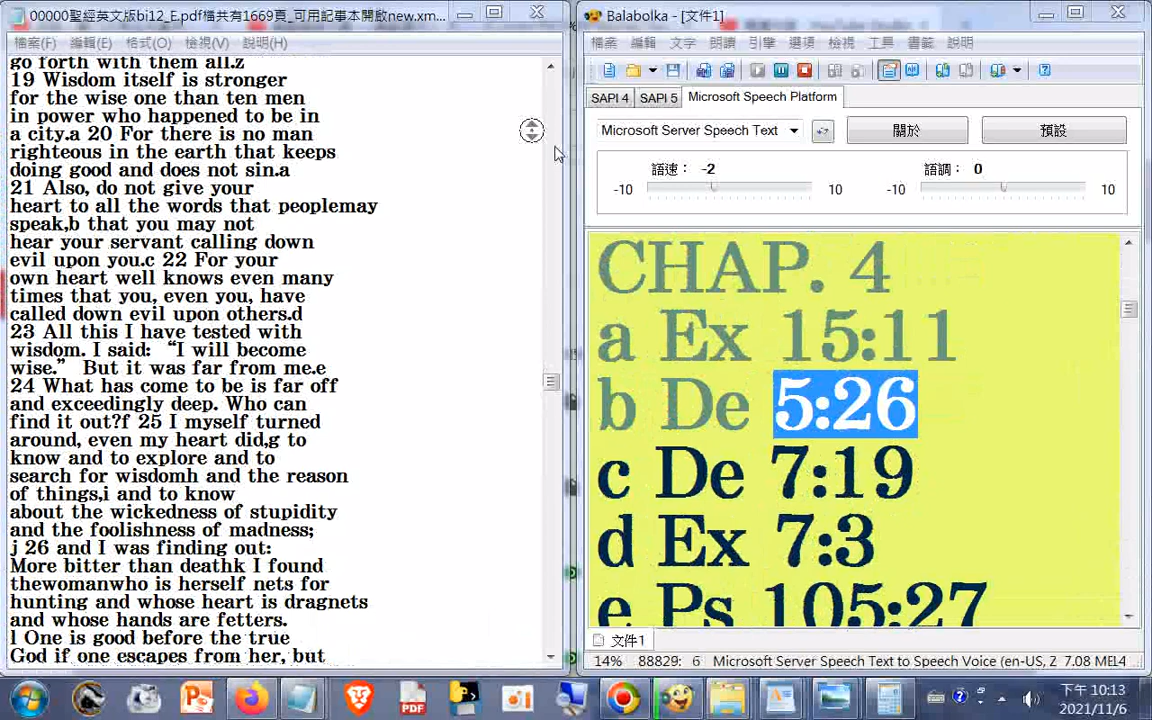 00000聖經英文版bi12_E.pdf檔共有1669頁_可用記事本開啟new.xm...
檔案(F) 編輯(E) 格式(O) 檢視(V) 說明(H)
go forth with them all.z
19 Wisdom itself is stronger
for the wise one than ten men
in power who happened to be in
a city.a 20 For there is no man
righteous in the earth that keeps
doing good and does not sin.a
21 Also, do not give your
heart to all the words that peoplemay
speak,b that you may not
hear your servant calling down
evil upon you.c 22 For your
own heart well knows even many
times that you, even you, have
called down evil upon others.d
23 All this I have tested with
wisdom. I said: “I will become
wise.” But it was far from me.e
24 What has come to be is far off
and exceedingly deep. Who can
find it out?f 25 I myself turned
around, even my heart did,g to
know and to explore and to
search for wisdomh and the reason
of things,i and to know
about the wickedness of stupidity
and the foolishness of madness;
j 26 and I was finding out:
More bitter than deathk I found
thewomanwho is herself nets for
hunting and whose heart is dragnets
and whose hands are fetters.
l One is good before the true
God if one escapes from her, but
Balabolka - [文件1]
檔案 編輯 文字 朗讀 引擎 選項 檢視 工具 書籤 說明
SAPI 4 SAPI 5 Microsoft Speech Platform
Microsoft Server Speech Text 關於 預設
語速： -2 語調： 0
-10 10 -10 10
CHAP. 4
a Ex 15:11
b De 5:26
c De 7:19
d Ex 7:3
e Ps 105:27
文件1
14% 88829: 6 Microsoft Server Speech Text to Speech Voice (en-US, Z 7.08 ME
PDF
下午 10:13
2021/11/6